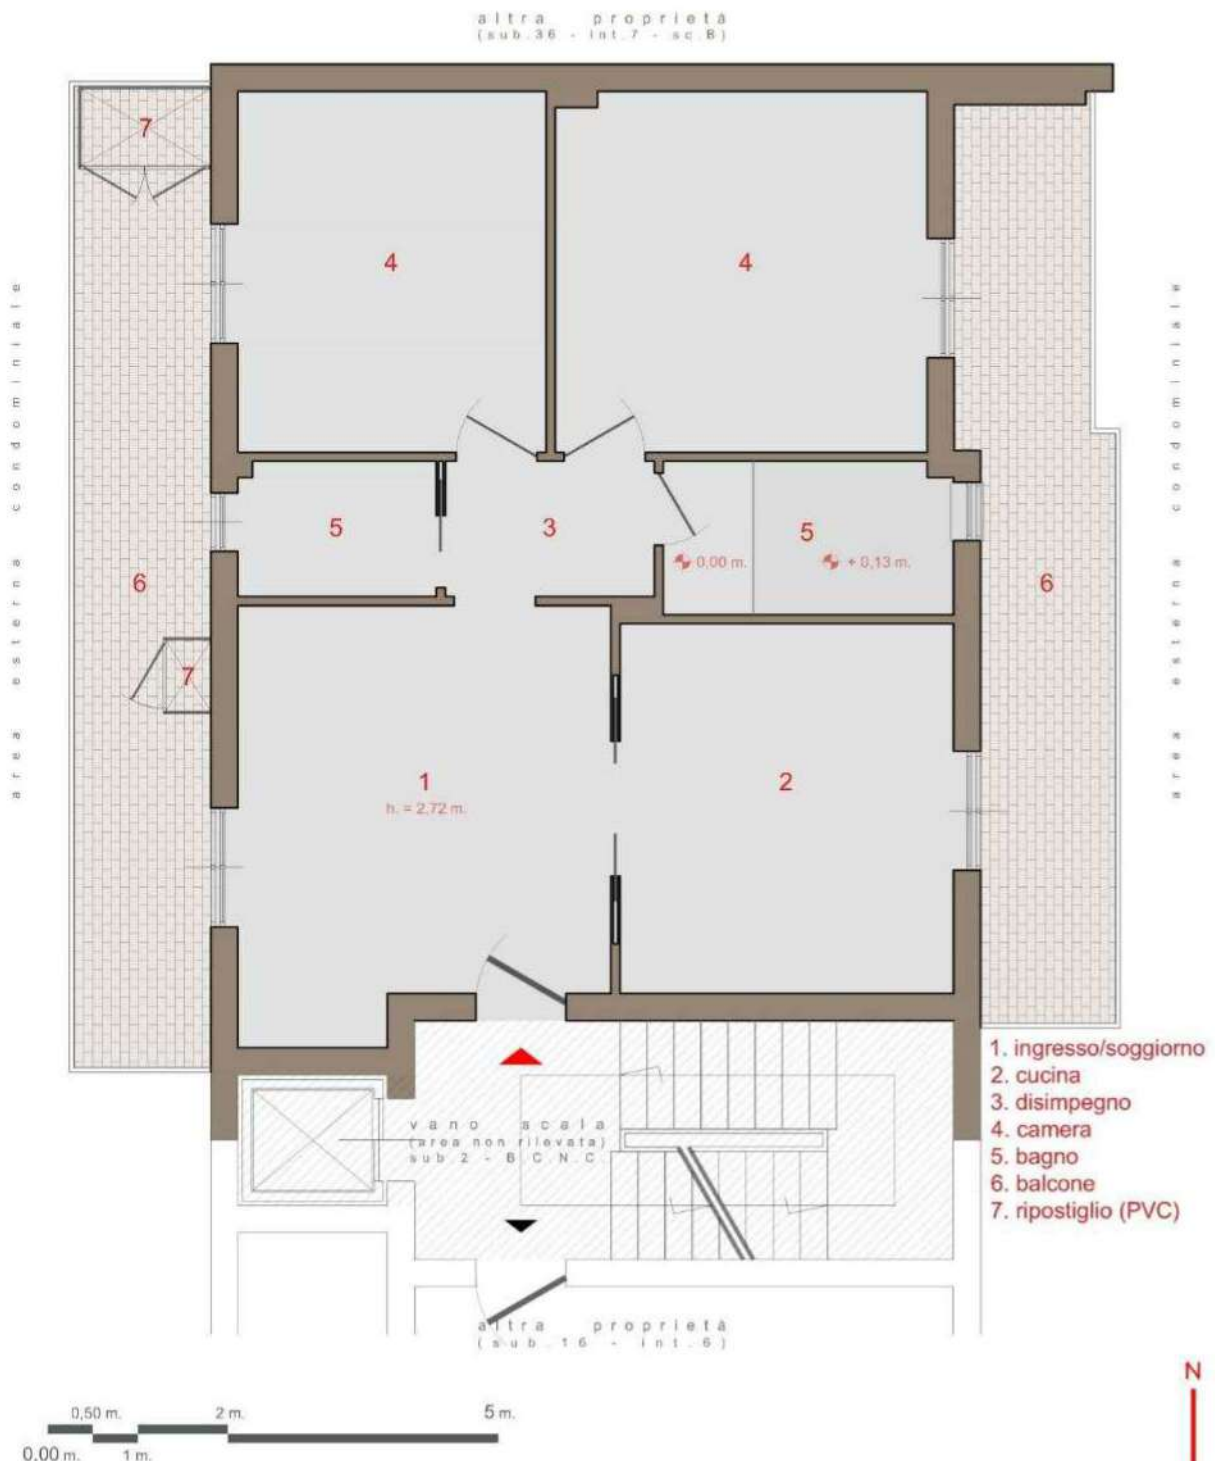 altra proprietà
(sub.36 - int.7 - sc.B)
7
4
4
area esterna condominiale
area esterna condominiale
5
3
5
0.00 m.
+ 0,13 m.
6
6
7
1
h. = 2,72 m.
2
1. ingresso/soggiorno
2. cucina
3. disimpegno
4. camera
5. bagno
6. balcone
7. ripostiglio (PVC)
vano scala
(area non rilevata)
sub.2 - B.C.N.C.
altra proprietà
(sub.16 - int.6)
N
0,50 m.
2 m.
5 m.
0.00 m.
1 m.